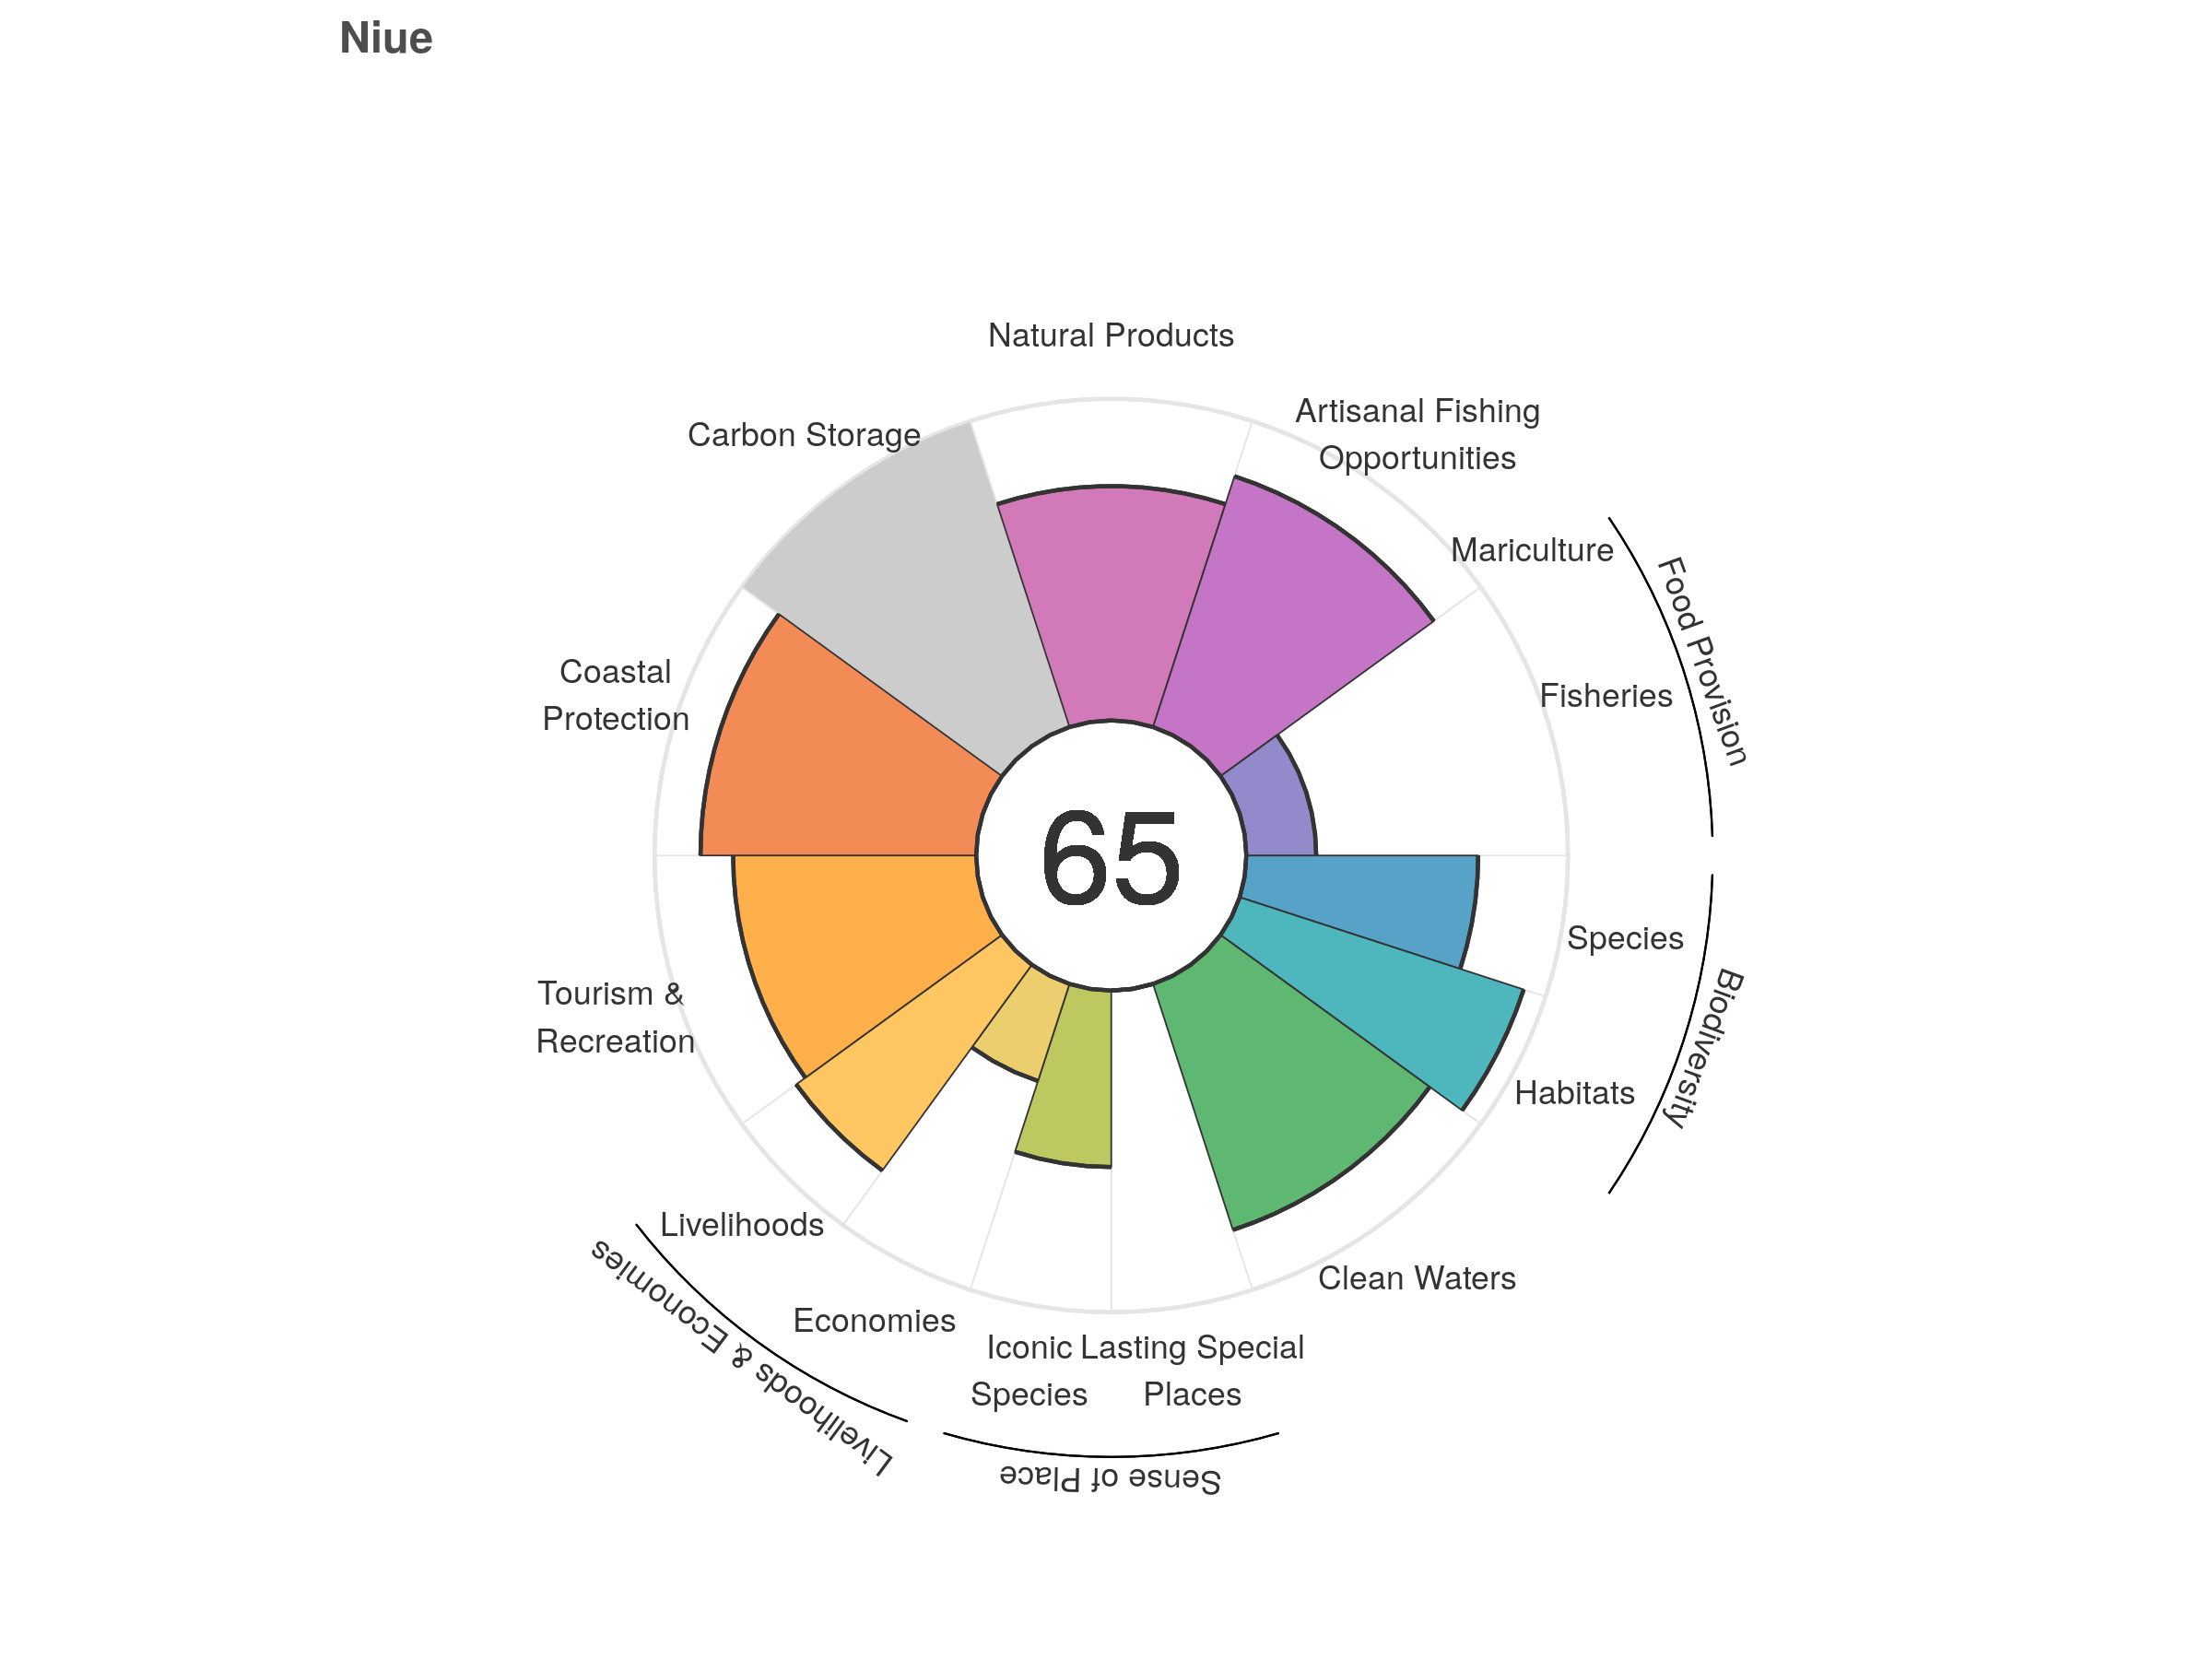 Niue
Natural Products
Artisanal Fishing
Opportunities
Carbon Storage
Mariculture
Food Provision
Fisheries
Coastal
Protection
65
Species
Biodiversity
Tourism &
Recreation
Habitats
Livelihoods
Clean Waters
Livelihoods & Economies
Economies
Iconic
Species
Lasting Special
Places
Sense of Place